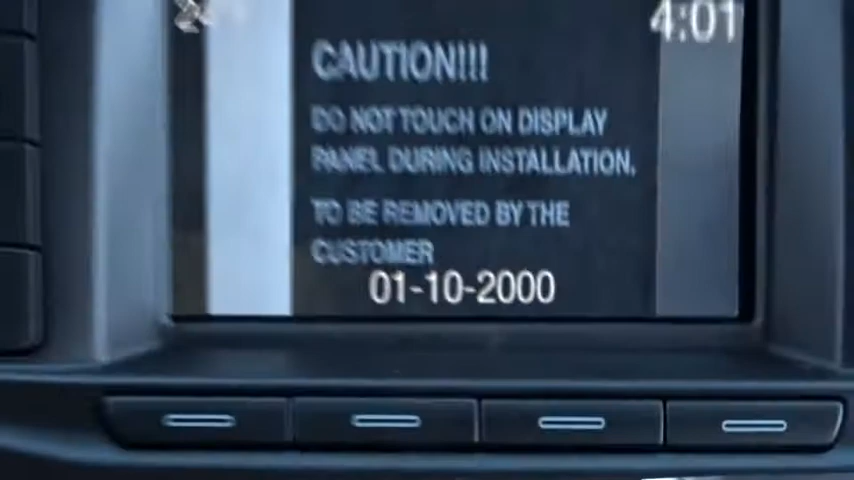 4:01
CAUTION!!!
DO NOT TOUCH ON DISPLAY
PANEL DURING INSTALLATION.
TO BE REMOVED BY THE
CUSTOMER
01-10-2000